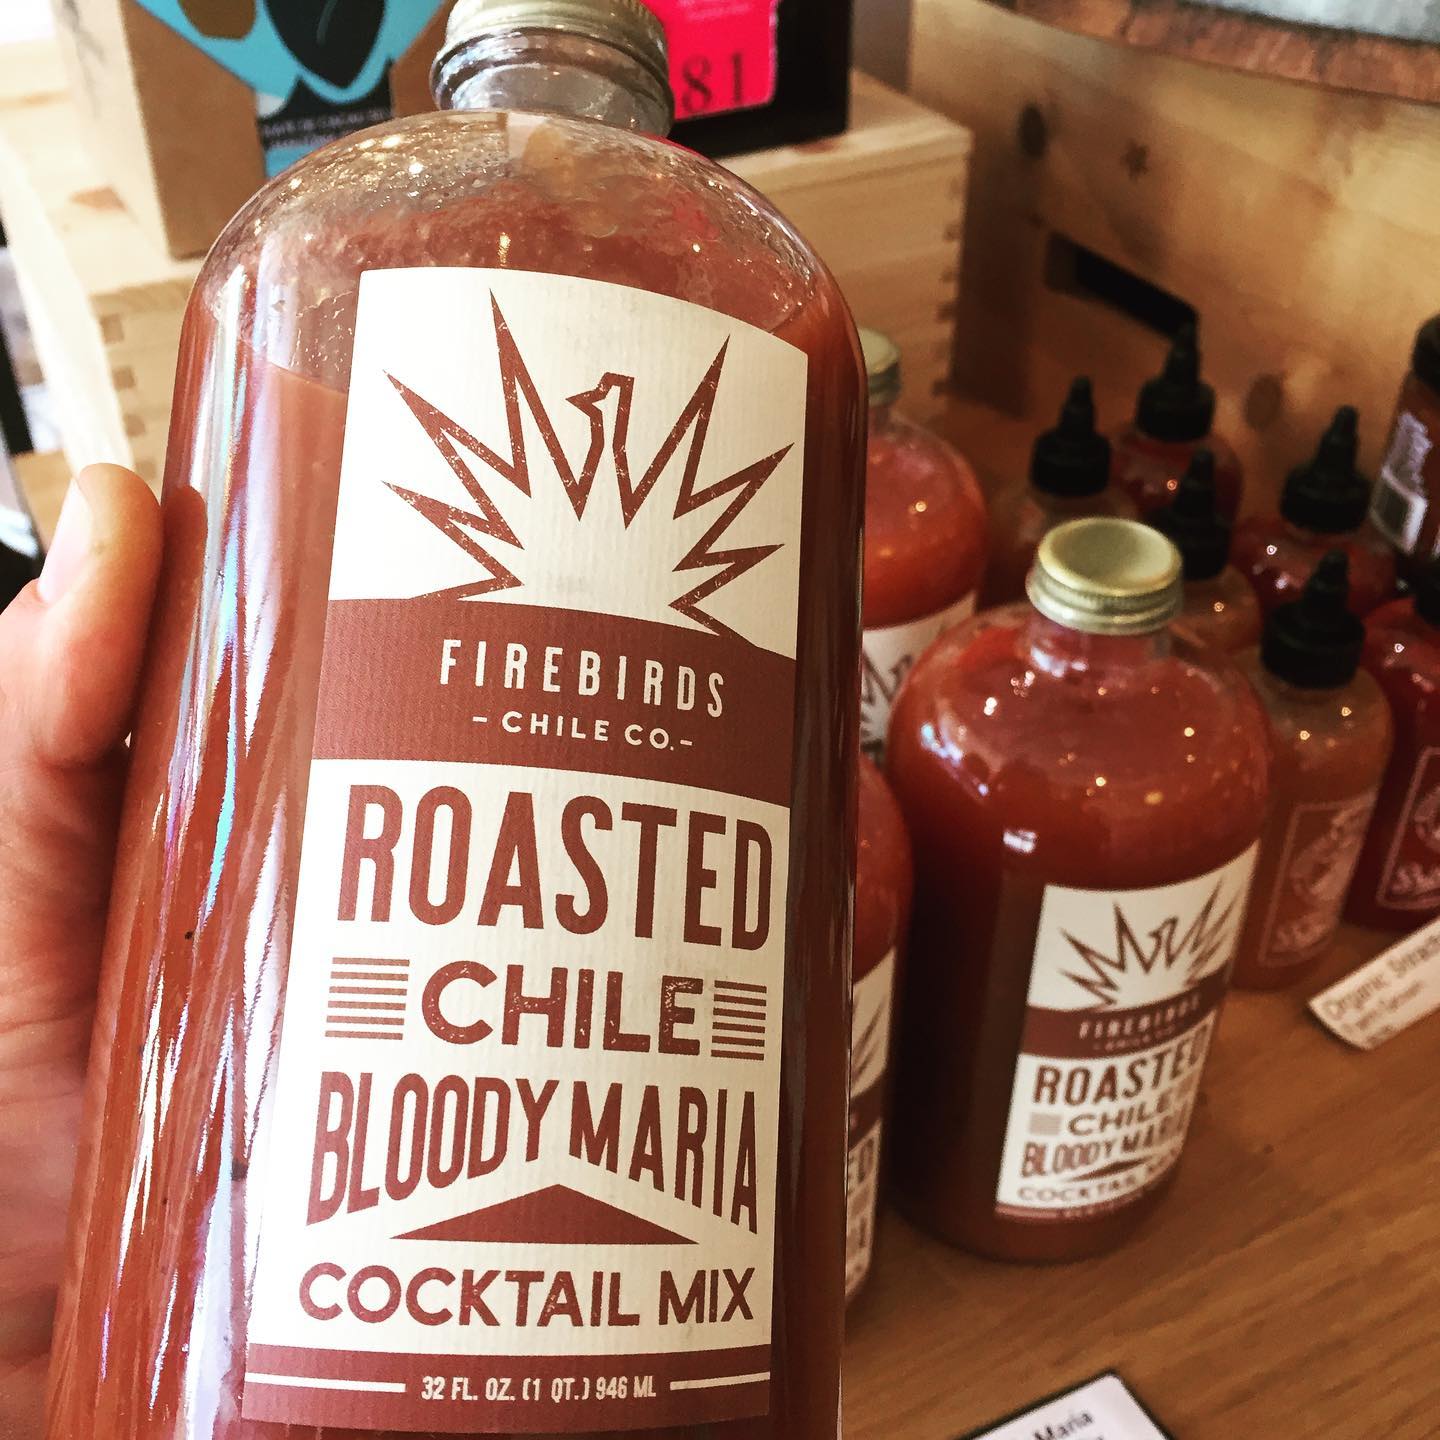 81
FIREBIRDS
- CHILE CO. -
ROASTED
CHILE
BLOODY MARIA
COCKTAIL MIX
32 FL. OZ. (1 QT.) 946 ML
FIREBIRDS
ROASTED
CHILE
BLOODY MARIA
COCKTAIL
Organic
Maria